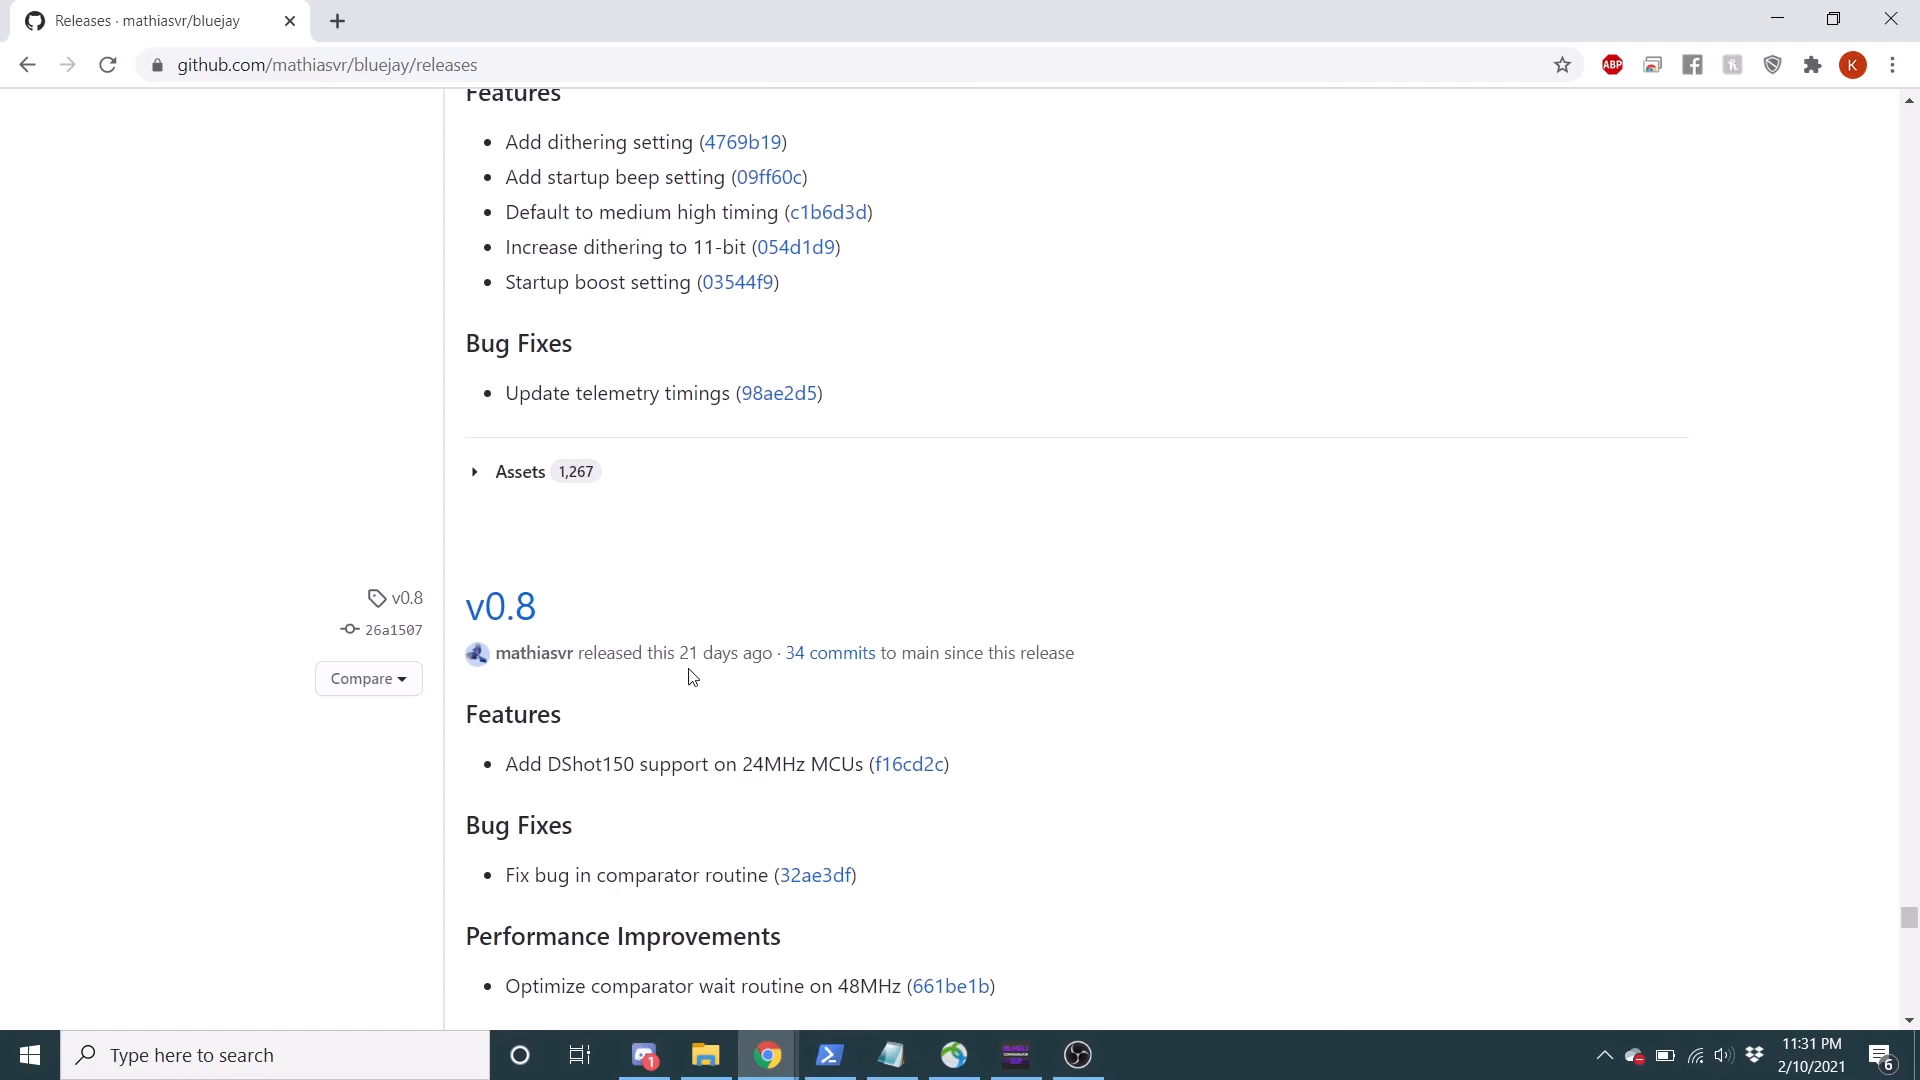 Releases · mathiasvr/bluejay
github.com/mathiasvr/bluejay/releases
ABP
K
Features
Add dithering setting (4769b19)
Add startup beep setting (09ff60c)
Default to medium high timing (c1b6d3d)
Increase dithering to 11-bit (054d1d9)
Startup boost setting (03544f9)
Bug Fixes
Update telemetry timings (98ae2d5)
Assets 1,267
v0.8
26a1507
Compare
v0.8
mathiasvr released this 21 days ago · 34 commits to main since this release
Features
Add DShot150 support on 24MHz MCUs (f16cd2c)
Bug Fixes
Fix bug in comparator routine (32ae3df)
Performance Improvements
Optimize comparator wait routine on 48MHz (661be1b)
Type here to search
1
11:31 PM
2/10/2021
6